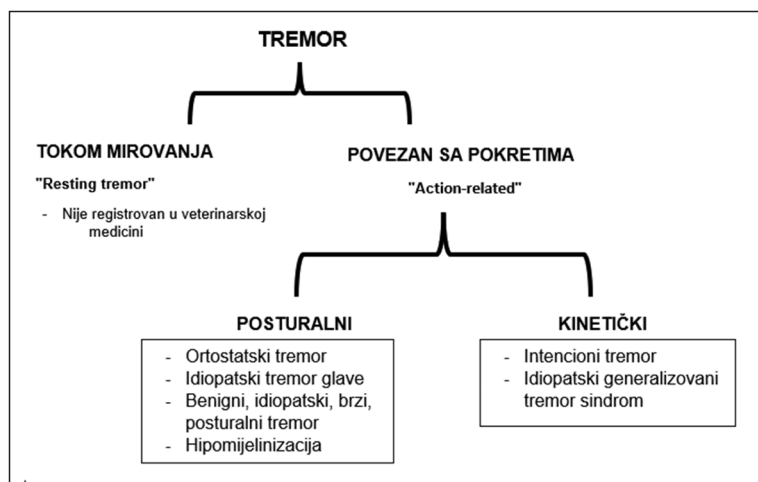 TREMOR
TOKOM MIROVANJA
"Resting tremor"
- Nije registrovan u veterinarskoj
medicini
POVEZAN SA POKRETIMA
"Action-related"
POSTURALNI
- Ortostatski tremor
- Idiopatski tremor glave
- Benigni, idiopatski, brzi,
posturalni tremor
- Hipomijelinizacija
KINETIČKI
- Intencioni tremor
- Idiopatski generalizovani
tremor sindrom